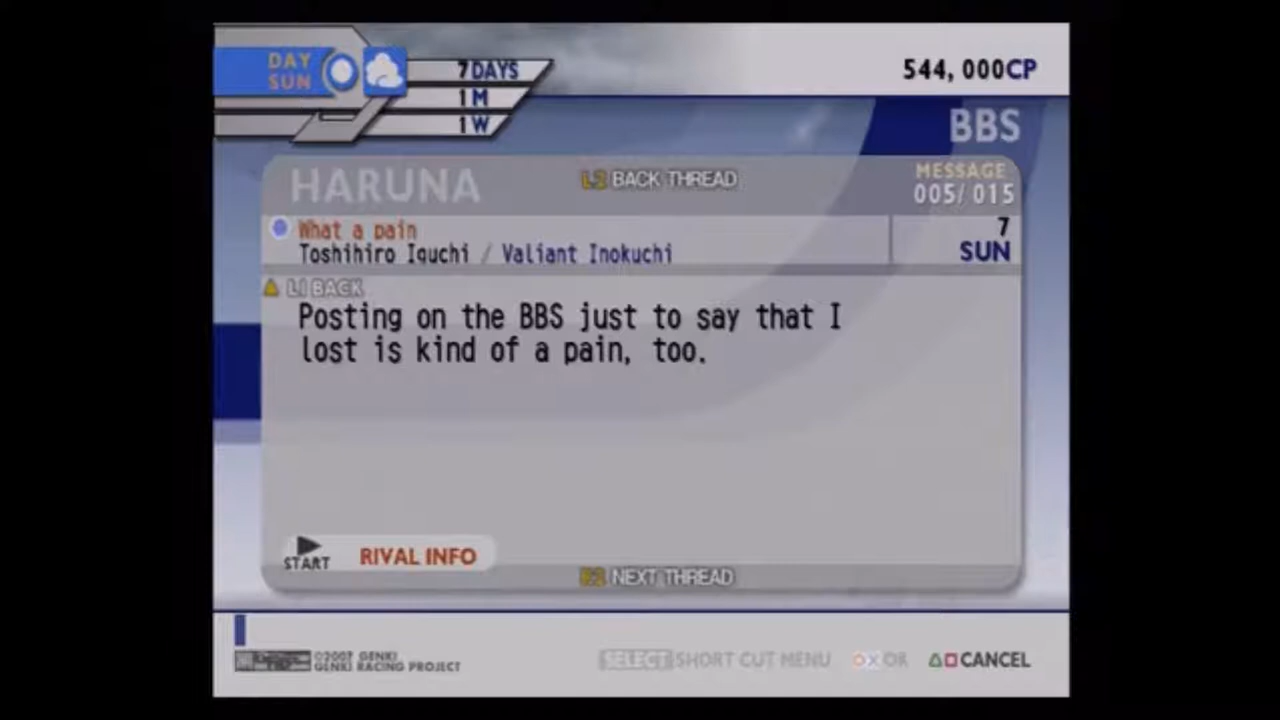 DAY
SUN
7DAYS
1M
1W
544,000CP
BBS
HARUNA
L2 BACK THREAD
MESSAGE
005/015
What a pain
Toshihiro Iguchi / Valiant Inokuchi
7
SUN
L1 BACK
Posting on the BBS just to say that I
lost is kind of a pain, too.
START
RIVAL INFO
R2 NEXT THREAD
©2007 GENKI
GENKI RACING PROJECT
SELECT SHORT CUT MENU
OX OR
△□CANCEL